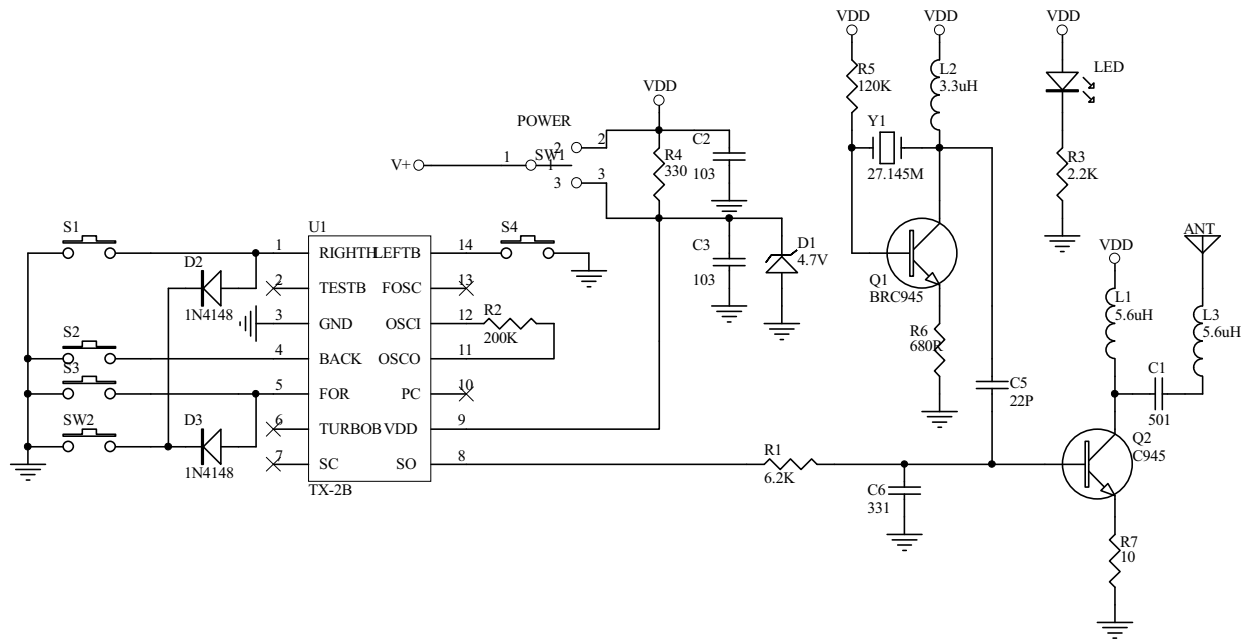 VDD
VDD
VDD
R5
120K
L2
3.3uH
LED
VDD
POWER
Y1
27.145M
C2
103
R4
330
R3
2.2K
V+
1
SW1
1
2
2
3
3
S1
U1
S4
1
RIGTHLEFTB
14
C3
103
D1
4.7V
ANT
VDD
D2
1N4148
2
TESTB
FOSC
13
Q1
BRC945
3
GND
OSCI
12
R2
200K
L1
5.6uH
L3
5.6uH
R6
680R
S2
4
BACK
OSCO
11
S3
5
FOR
PC
10
C5
22P
C1
501
SW2
D3
1N4148
6
TURBOB
VDD
9
Q2
C945
7
SC
SO
8
R1
6.2K
TX-2B
C6
331
R7
10